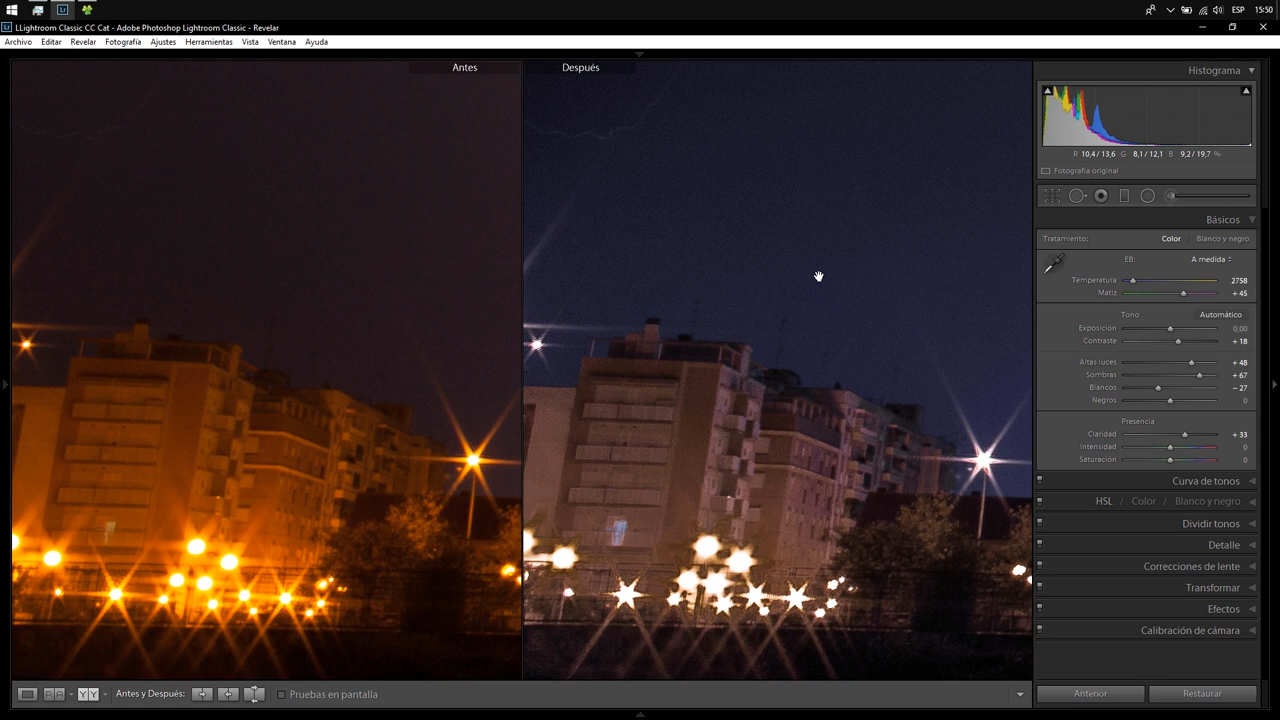 ESP 15:50
LLightroom Classic CC Cat - Adobe Photoshop Lightroom Classic - Revelar
Archivo Editar Revelar Fotografía Ajustes Herramientas Vista Ventana Ayuda
Antes
Después
Histograma
R 10,4 / 13,6 G 8,1 / 12,1 B 9,2 / 19,7 %
Fotografía original
Básicos
Tratamiento: Color Blanco y negro
EB: A medida
Temperatura 2758
Matiz + 45
Tono Automático
Exposición 0,00
Contraste + 18
Altas luces + 48
Sombras + 67
Blancos – 27
Negros 0
Presencia
Claridad + 33
Intensidad 0
Saturación 0
Curva de tonos
HSL / Color / Blanco y negro
Dividir tonos
Detalle
Correcciones de lente
Transformar
Efectos
Calibración de cámara
Antes y Después: Pruebas en pantalla
Anterior Restaurar